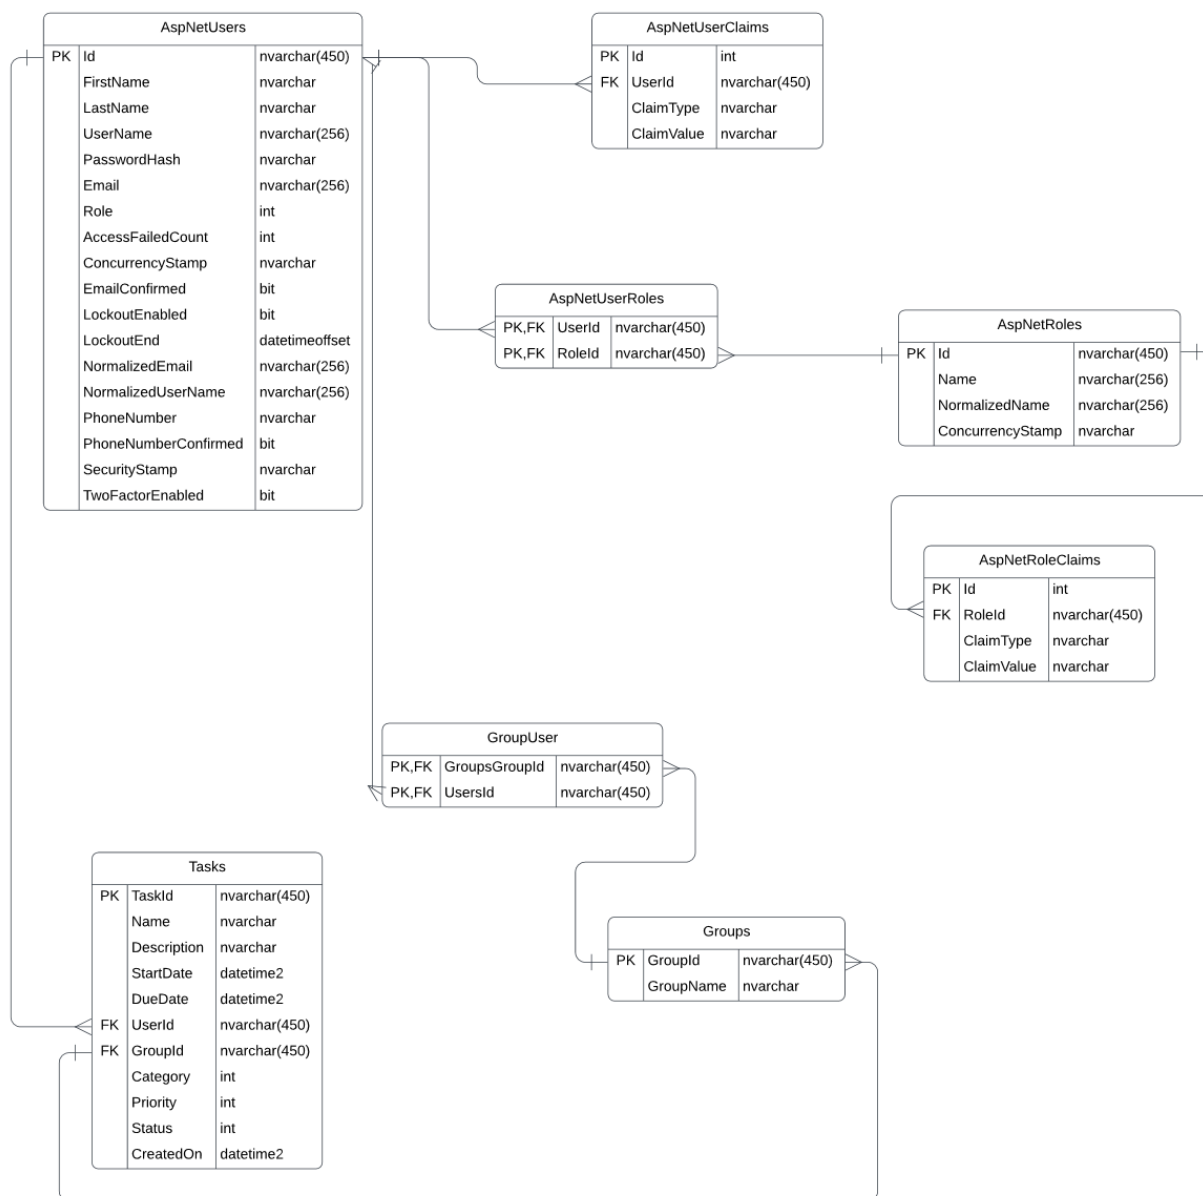 AspNetUsers
PK Id nvarchar(450)
FirstName nvarchar
LastName nvarchar
UserName nvarchar(256)
PasswordHash nvarchar
Email nvarchar(256)
Role int
AccessFailedCount int
ConcurrencyStamp nvarchar
EmailConfirmed bit
LockoutEnabled bit
LockoutEnd datetimeoffset
NormalizedEmail nvarchar(256)
NormalizedUserName nvarchar(256)
PhoneNumber nvarchar
PhoneNumberConfirmed bit
SecurityStamp nvarchar
TwoFactorEnabled bit
AspNetUserClaims
PK Id int
FK UserId nvarchar(450)
ClaimType nvarchar
ClaimValue nvarchar
AspNetUserRoles
PK,FK UserId nvarchar(450)
PK,FK RoleId nvarchar(450)
AspNetRoles
PK Id nvarchar(450)
Name nvarchar(256)
NormalizedName nvarchar(256)
ConcurrencyStamp nvarchar
AspNetRoleClaims
PK Id int
FK RoleId nvarchar(450)
ClaimType nvarchar
ClaimValue nvarchar
GroupUser
PK,FK GroupsGroupId nvarchar(450)
PK,FK UsersId nvarchar(450)
Tasks
PK TaskId nvarchar(450)
Name nvarchar
Description nvarchar
StartDate datetime2
DueDate datetime2
FK UserId nvarchar(450)
FK GroupId nvarchar(450)
Category int
Priority int
Status int
CreatedOn datetime2
Groups
PK GroupId nvarchar(450)
GroupName nvarchar